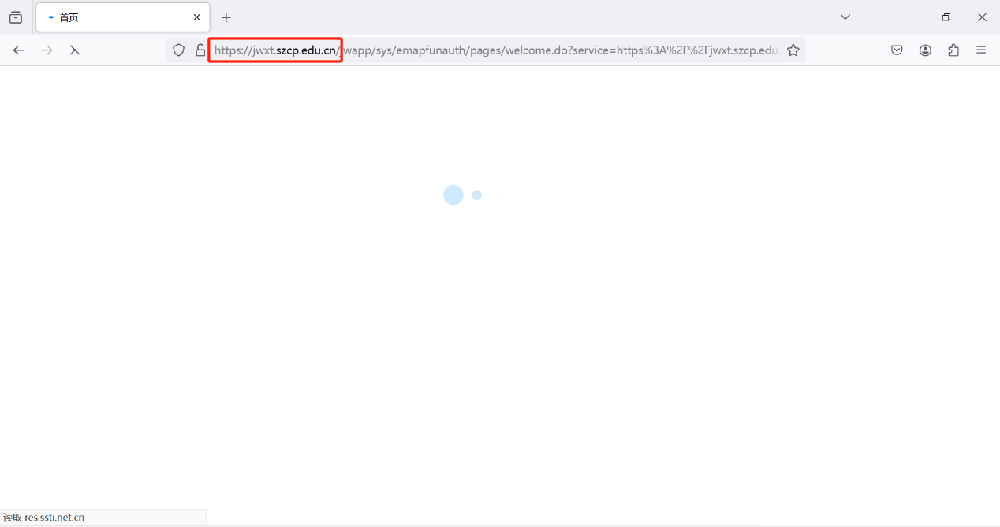 首页
https://jwxt.szcp.edu.cn/jwapp/sys/emapfunauth/pages/welcome.do?service=https%3A%2F%2Fjwxt.szcp.edu.
读取 res.ssti.net.cn